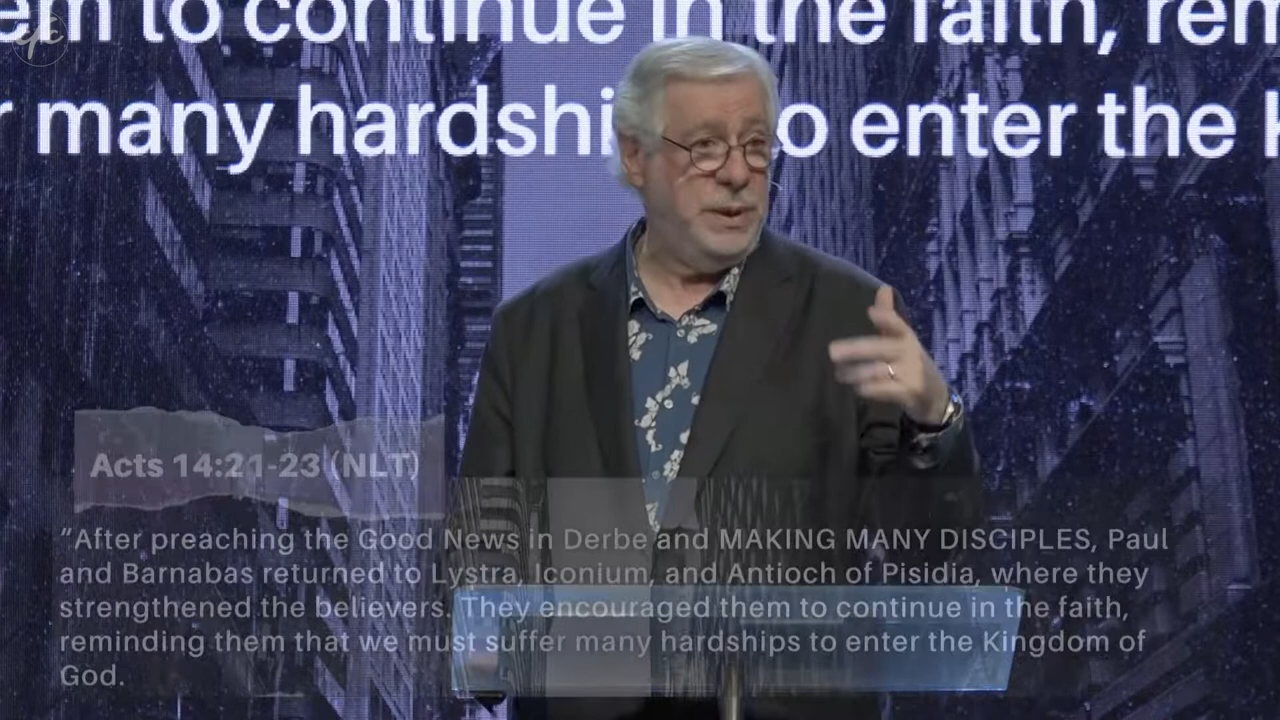 em to continue in the faith, rem
r many hardshi o enter the k
Acts 14:21-23 (NLT)
“After preaching the Good News in Derbe and MAKING MANY DISCIPLES, Paul
and Barnabas returned to Lystra, Iconium, and Antioch of Pisidia, where they
strengthened the believers. They encouraged them to continue in the faith,
reminding them that we must suffer many hardships to enter the Kingdom of
God.